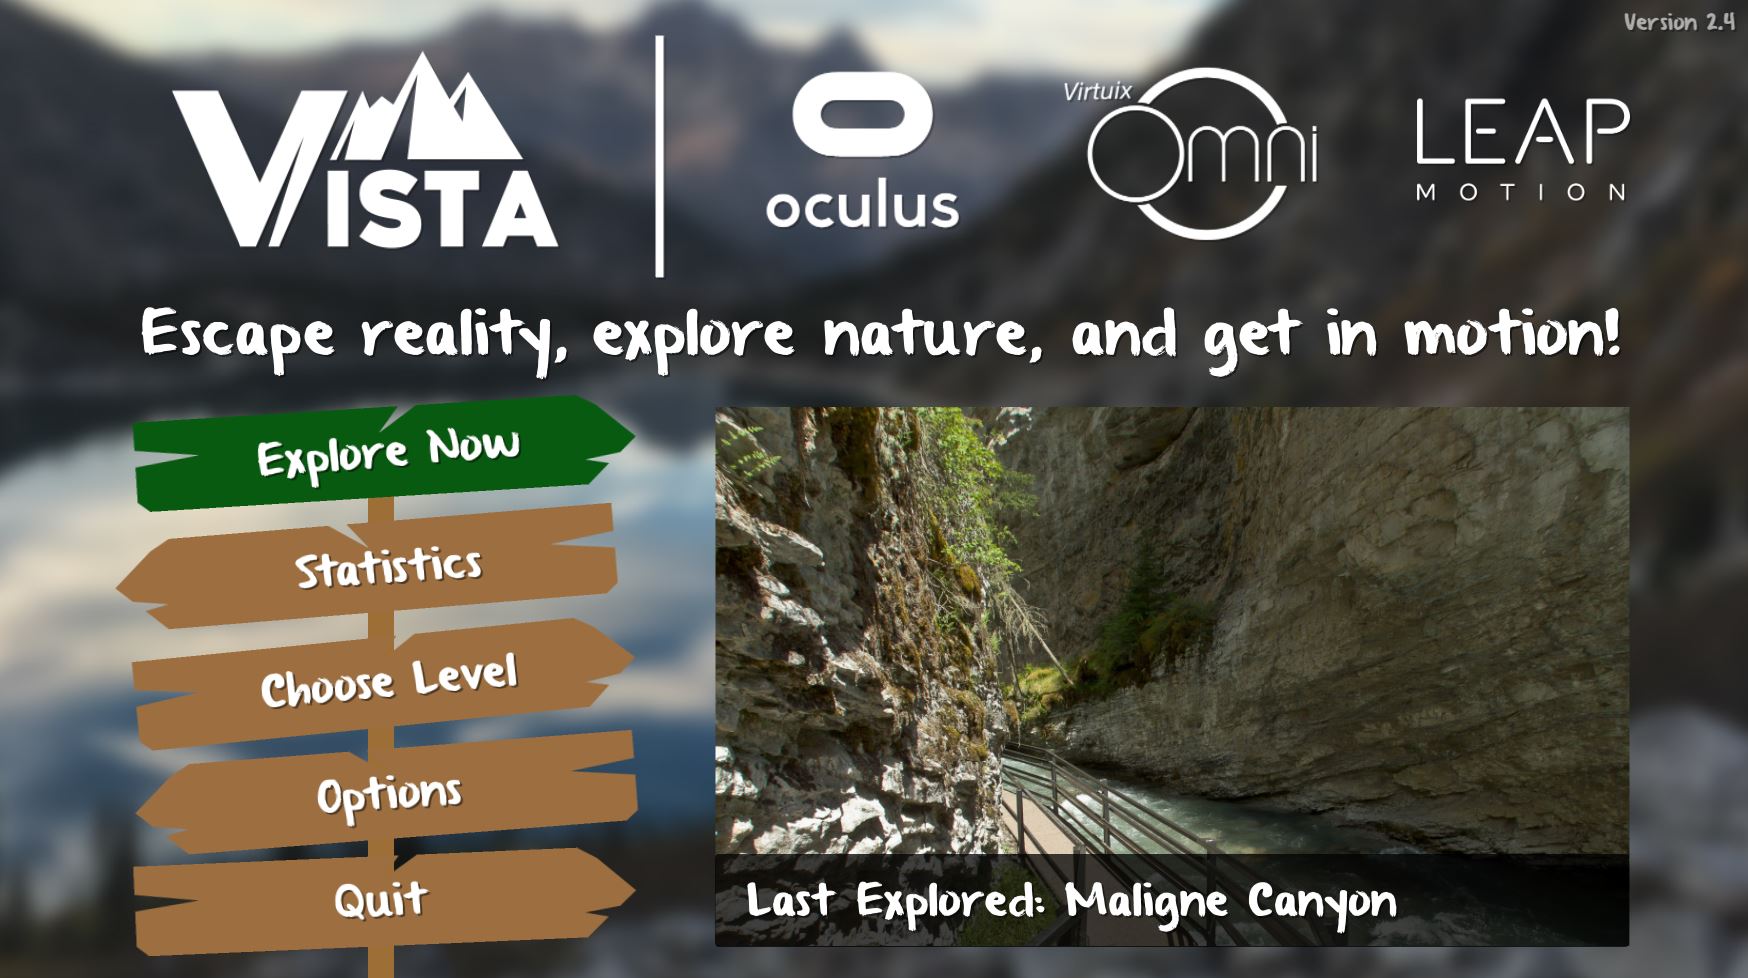 Version 2.4
VISTA
oculus
Virtuix
Omni
LEAP
MOTION
Escape reality, explore nature, and get in motion!
Explore Now
Statistics
Choose Level
Options
Quit
Last Explored: Maligne Canyon